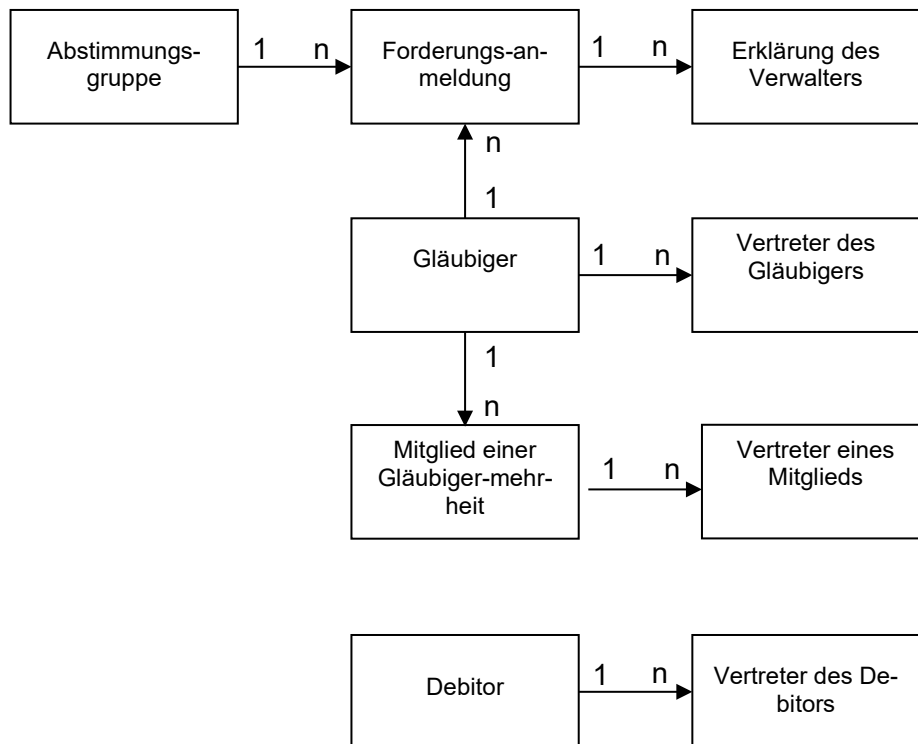 Abstimmungs-
gruppe
1 n
Forderungs-an-
meldung
1 n
Erklärung des
Verwalters
n
1
Gläubiger
1 n
Vertreter des
Gläubigers
1
n
Mitglied einer
Gläubiger-mehr-
heit
1 n
Vertreter eines
Mitglieds
Debitor
1 n
Vertreter des De-
bitors